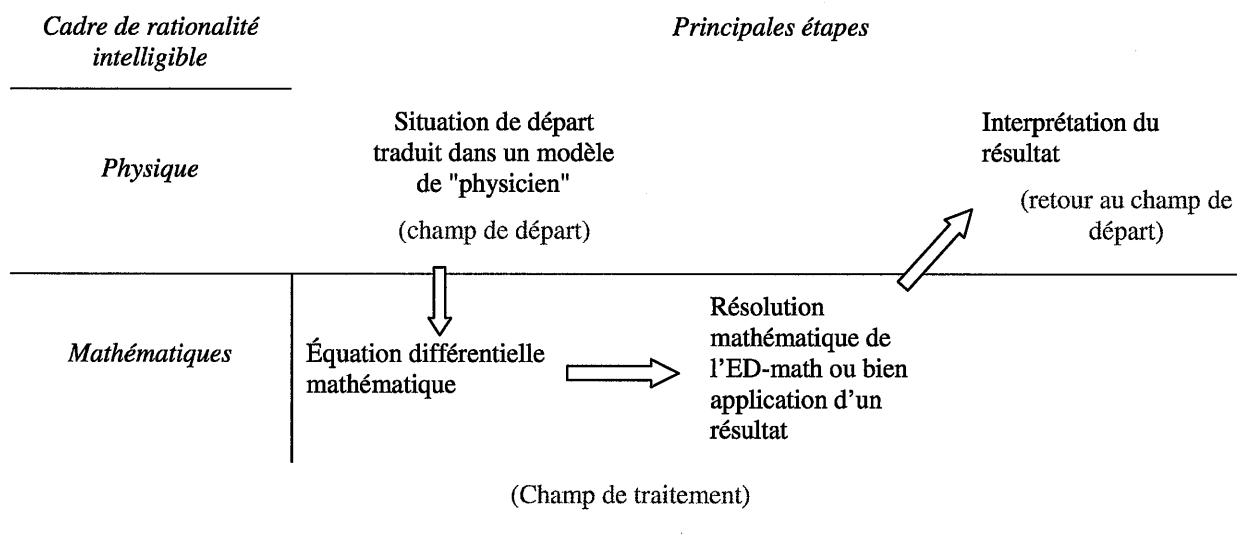 Cadre de rationalité
intelligible
Principales étapes
Physique
Situation de départ
traduit dans un modèle
de "physicien"
(champ de départ)
Interprétation du
résultat
(retour au champ de
départ)
Mathématiques
Équation différentielle
mathématique
Résolution
mathématique de
l'ED-math ou bien
application d'un
résultat
(Champ de traitement)